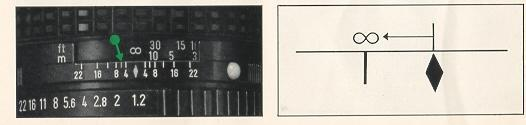 ft ∞ 30 15 1
m 10 5 3
22 16 8 4 4 8 16 22
22 16 11 8 5.6 4 2.8 2 1.2
∞